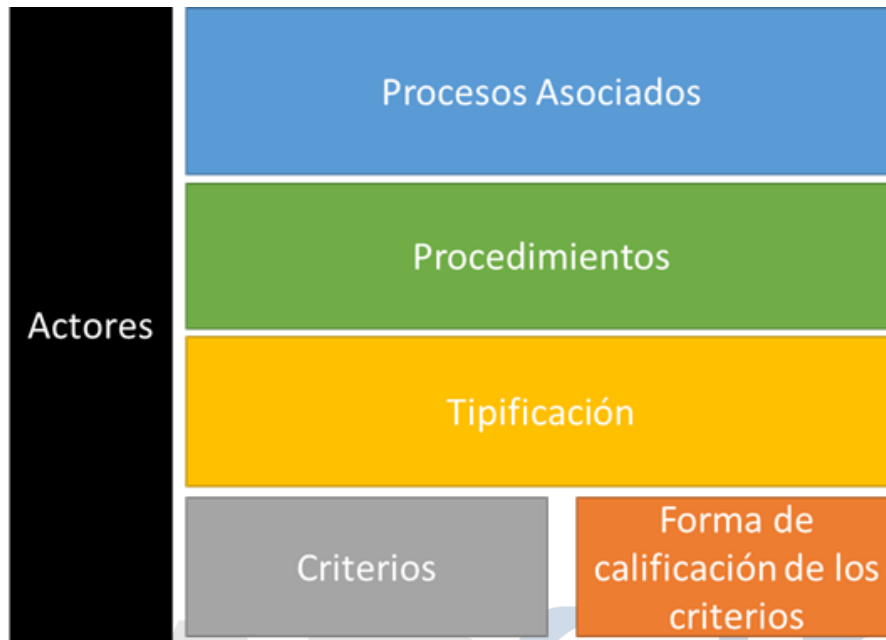 Actores
Procesos Asociados
Procedimientos
Tipificación
Criterios
Forma de
calificación de los
criterios